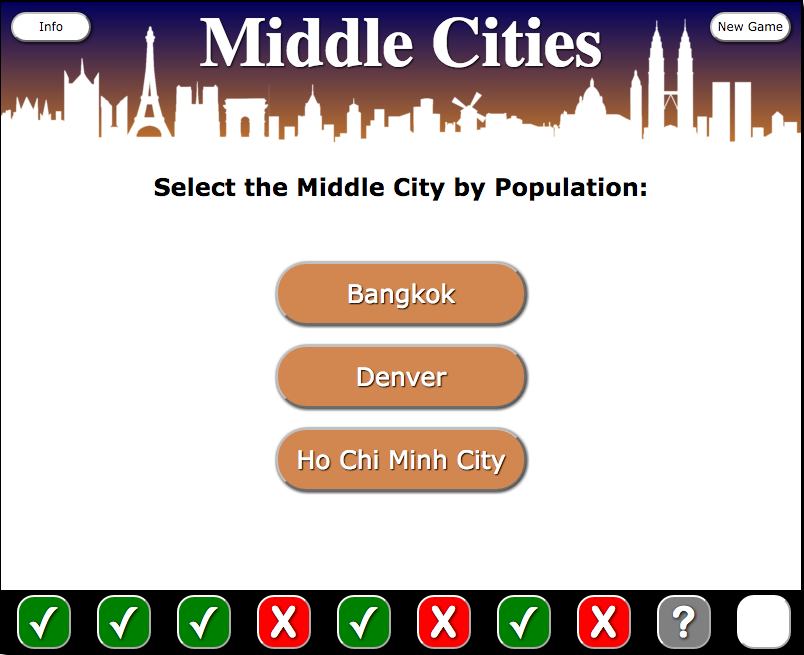 Info
Middle Cities
New Game
Select the Middle City by Population:
Bangkok
Denver
Ho Chi Minh City
?